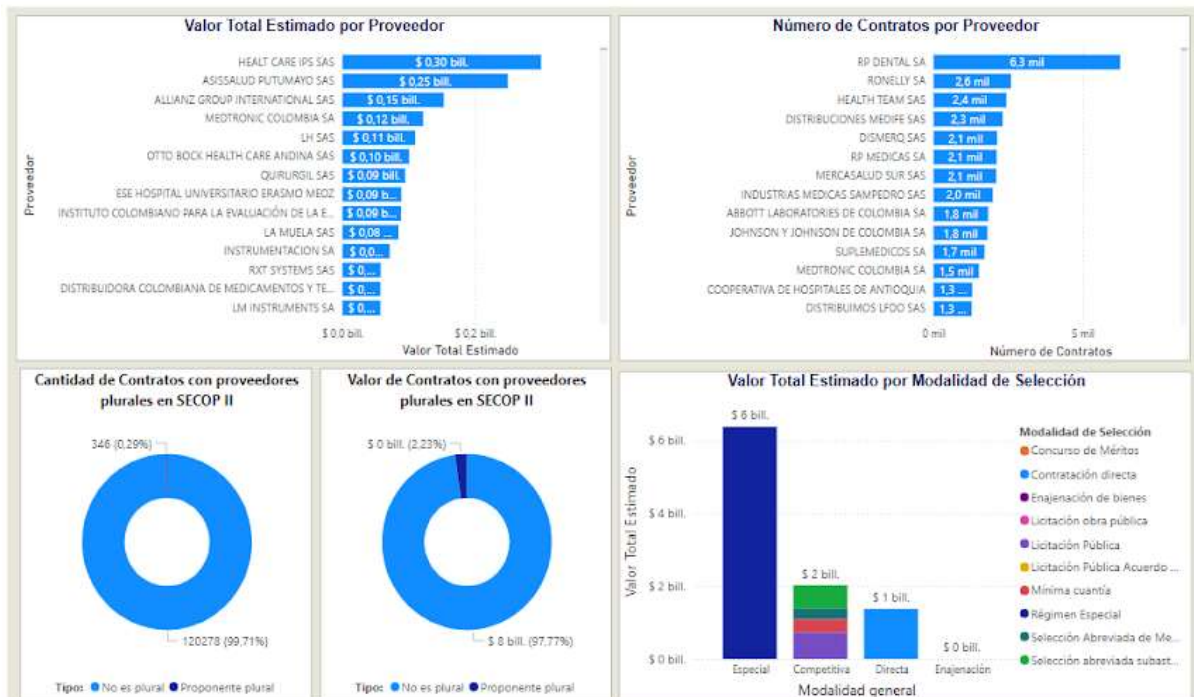 Valor Total Estimado por Proveedor
Proveedor
HEALT CARE IPS SAS
$ 0,30 bill.
ASISSALUD PUTUMAYO SAS
$ 0,25 bill.
ALLIANZ GROUP INTERNATIONAL SAS
$ 0,15 bill.
MEDTRONIC COLOMBIA SA
$ 0,12 bill.
LH SAS
$ 0,11 bill.
OTTO BOCK HEALTH CARE ANDINA SAS
$ 0,10 bill.
QUIRURGIL SAS
$ 0,09 bill.
ESE HOSPITAL UNIVERSITARIO ERASMO MEOZ
$ 0,09 b...
INSTITUTO COLOMBIANO PARA LA EVALUACIÓN DE LA E...
$ 0,09 b...
LA MUELA SAS
$ 0,08 ...
INSTRUMENTACION SA
$ 0,0...
RXT SYSTEMS SAS
$ 0,...
DISTRIBUIDORA COLOMBIANA DE MEDICAMENTOS Y TE...
$ 0,...
LM INSTRUMENTS SA
$ 0,...
$ 0,0 bill.
$ 0,2 bill.
Valor Total Estimado
Número de Contratos por Proveedor
Proveedor
RP DENTAL SA
6,3 mil
RONELLY SA
2,6 mil
HEALTH TEAM SAS
2,4 mil
DISTRIBUCIONES MEDIFE SAS
2,3 mil
DISMERQ SAS
2,1 mil
RP MEDICAS SA
2,1 mil
MERCASALUD SUR SAS
2,1 mil
INDUSTRIAS MEDICAS SAMPEDRO SAS
2,0 mil
ABBOTT LABORATORIES DE COLOMBIA SA
1,8 mil
JOHNSON Y JOHNSON DE COLOMBIA SA
1,8 mil
SUPLEMEDICOS SA
1,7 mil
MEDTRONIC COLOMBIA SA
1,5 mil
COOPERATIVA DE HOSPITALES DE ANTIOQUIA
1,3 ...
DISTRIBUIMOS LFDO SAS
1,3 ...
0 mil
5 mil
Número de Contratos
Cantidad de Contratos con proveedores
plurales en SECOP II
346 (0,29%)
120278 (99,71%)
Tipo: No es plural Proponente plural
Valor de Contratos con proveedores
plurales en SECOP II
$ 0 bill. (2,23%)
$ 8 bill. (97,77%)
Tipo: No es plural Proponente plural
Valor Total Estimado por Modalidad de Selección
Valor Total Estimado
$ 6 bill.
$ 4 bill.
$ 2 bill.
$ 0 bill.
$ 6 bill.
$ 2 bill.
$ 1 bill.
$ 0 bill.
Especial
Competitiva
Directa
Enajenación
Modalidad general
Modalidad de Selección
Concurso de Méritos
Contratación directa
Enajenación de bienes
Licitación obra pública
Licitación Pública
Licitación Pública Acuerdo ...
Mínima cuantía
Régimen Especial
Selección Abreviada de Me...
Selección abreviada subast...